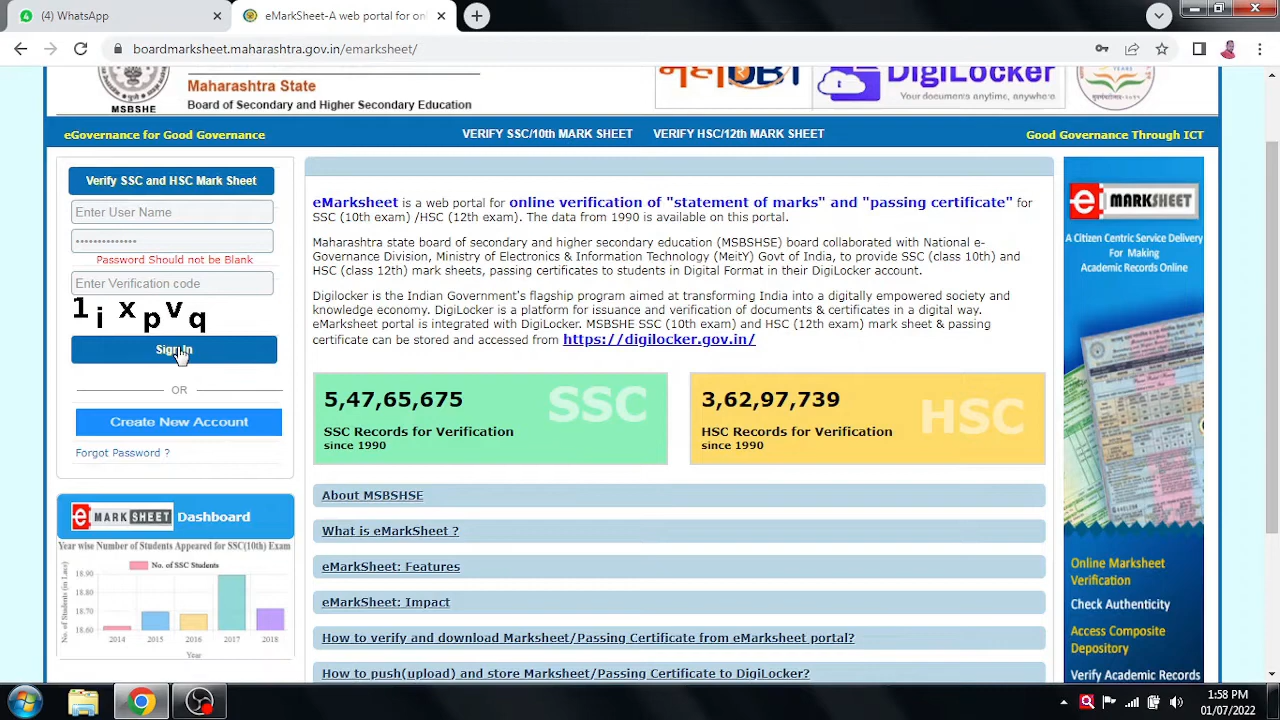 (4) WhatsApp
eMarkSheet-A web portal for onl
boardmarksheet.maharashtra.gov.in/emarksheet/
MSBSHE
Maharashtra State
Board of Secondary and Higher Secondary Education
DigiLocker
Your documents anytime, anywhere
eGovernance for Good Governance
VERIFY SSC/10th MARK SHEET
VERIFY HSC/12th MARK SHEET
Good Governance Through ICT
Verify SSC and HSC Mark Sheet
Enter User Name
Password Should not be Blank
Enter Verification code
1 i x p v q
Sign In
OR
Create New Account
Forgot Password ?
eMarksheet is a web portal for online verification of "statement of marks" and "passing certificate" for
SSC (10th exam) /HSC (12th exam). The data from 1990 is available on this portal.
Maharashtra state board of secondary and higher secondary education (MSBSHSE) board collaborated with National e-
Governance Division, Ministry of Electronics & Information Technology (MeitY) Govt of India, to provide SSC (class 10th) and
HSC (class 12th) marksheets, passing certificates to students in Digital Format in their DigiLocker account.
Digilocker is the Indian Government's flagship program aimed at transforming India into a digitally empowered society and
knowledge economy. DigiLocker is a platform for issuance and verification of documents & certificates in a digital way.
eMarksheet portal is integrated with DigiLocker. MSBSHE SSC (10th exam) and HSC (12th exam) mark sheet & passing
certificate can be stored and accessed from https://digilocker.gov.in/
5,47,65,675
SSC
SSC Records for Verification
since 1990
3,62,97,739
HSC
HSC Records for Verification
since 1990
About MSBSHSE
What is eMarkSheet ?
eMarkSheet: Features
eMarkSheet: Impact
How to verify and download Marksheet/Passing Certificate from eMarksheet portal?
How to push(upload) and store Marksheet/Passing Certificate to DigiLocker?
e MARKSHEET Dashboard
Year wise Number of Students Appeared for SSC(10th) Exam
No. of SSC Students
No. of Students (in Lacs)
18.90
18.80
18.70
18.60
2014 2015 2016 2017 2018
Year
e MARKSHEET
A Citizen Centric Service Delivery
For Making
Academic Records Online
Online Marksheet
Verification
Check Authenticity
Access Composite
Depository
Verify Academic Records
1:58 PM
01/07/2022